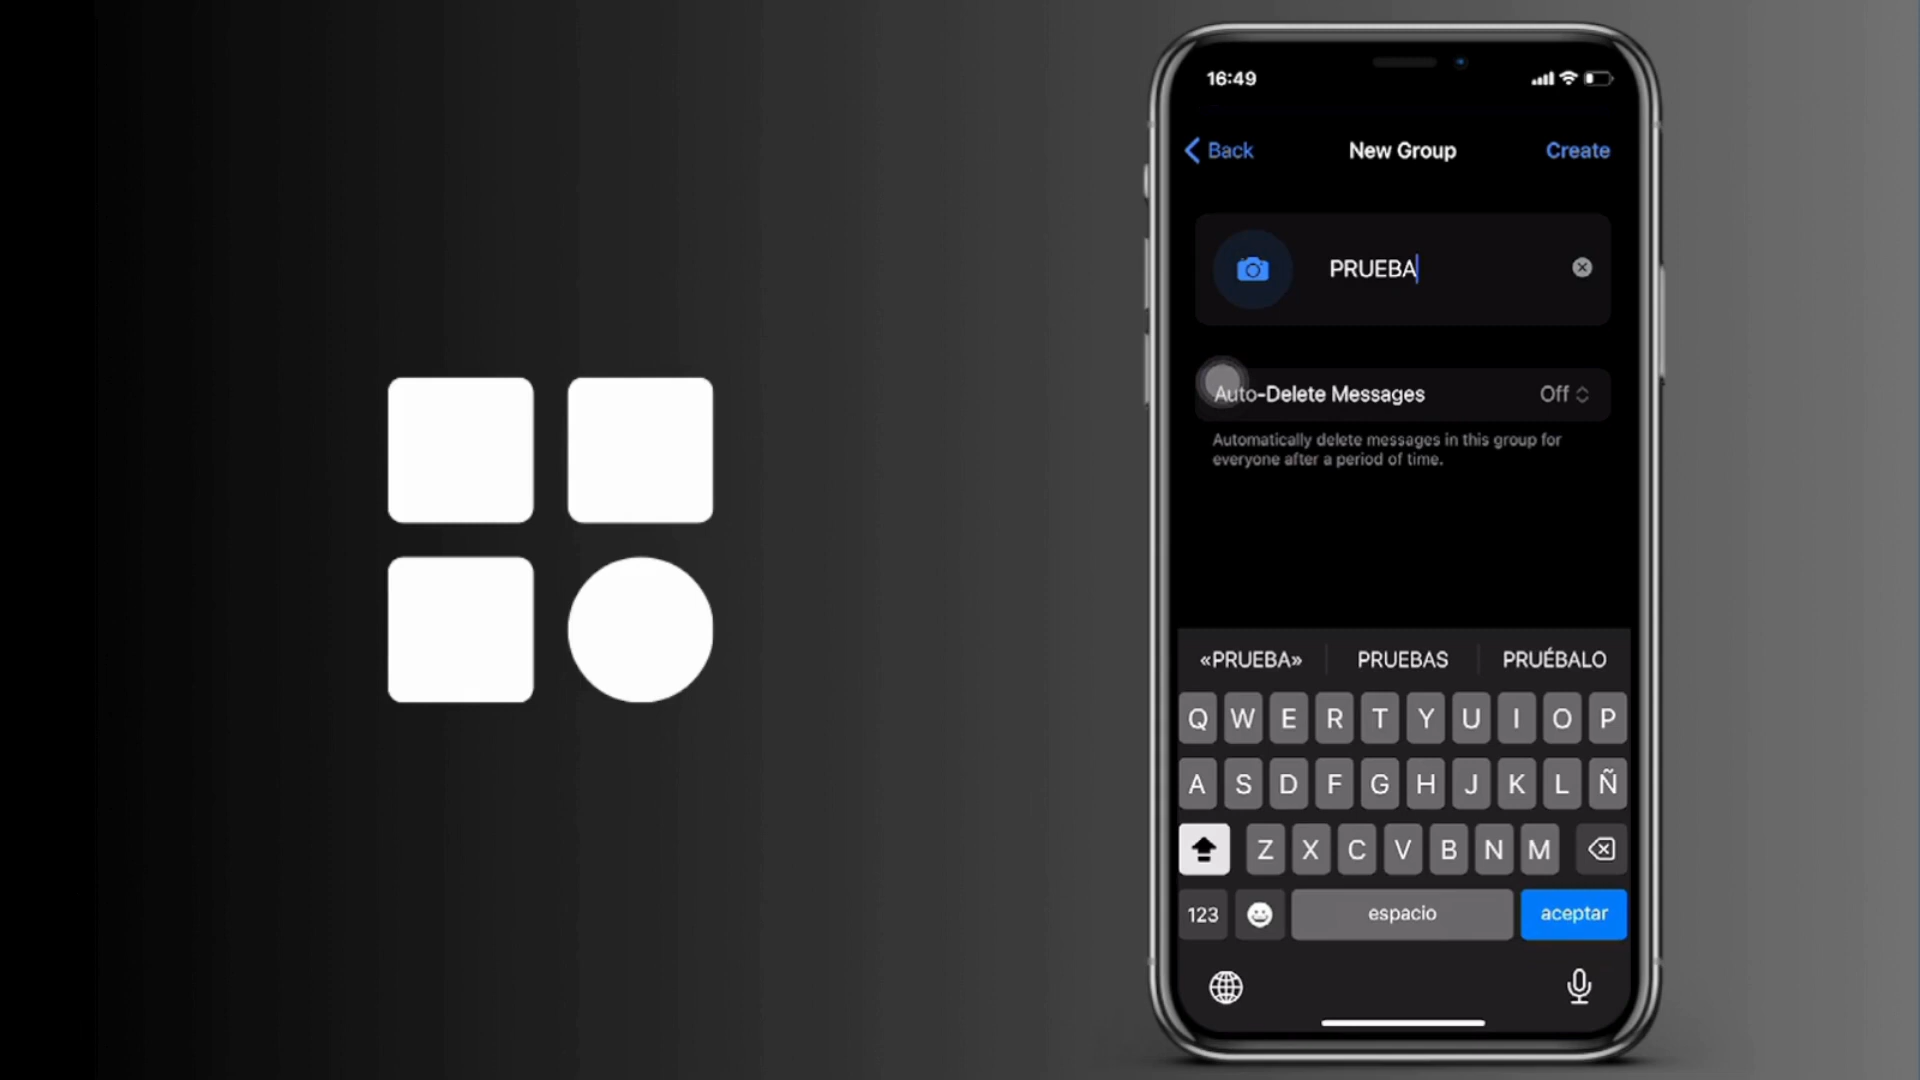 16:49
Back New Group Create
PRUEBA
Auto-Delete Messages Off
Automatically delete messages in this group for
everyone after a period of time.
«PRUEBA» PRUEBAS PRUÉBALO
Q W E R T Y U I O P
A S D F G H J K L Ñ
Z X C V B N M
123 espacio aceptar